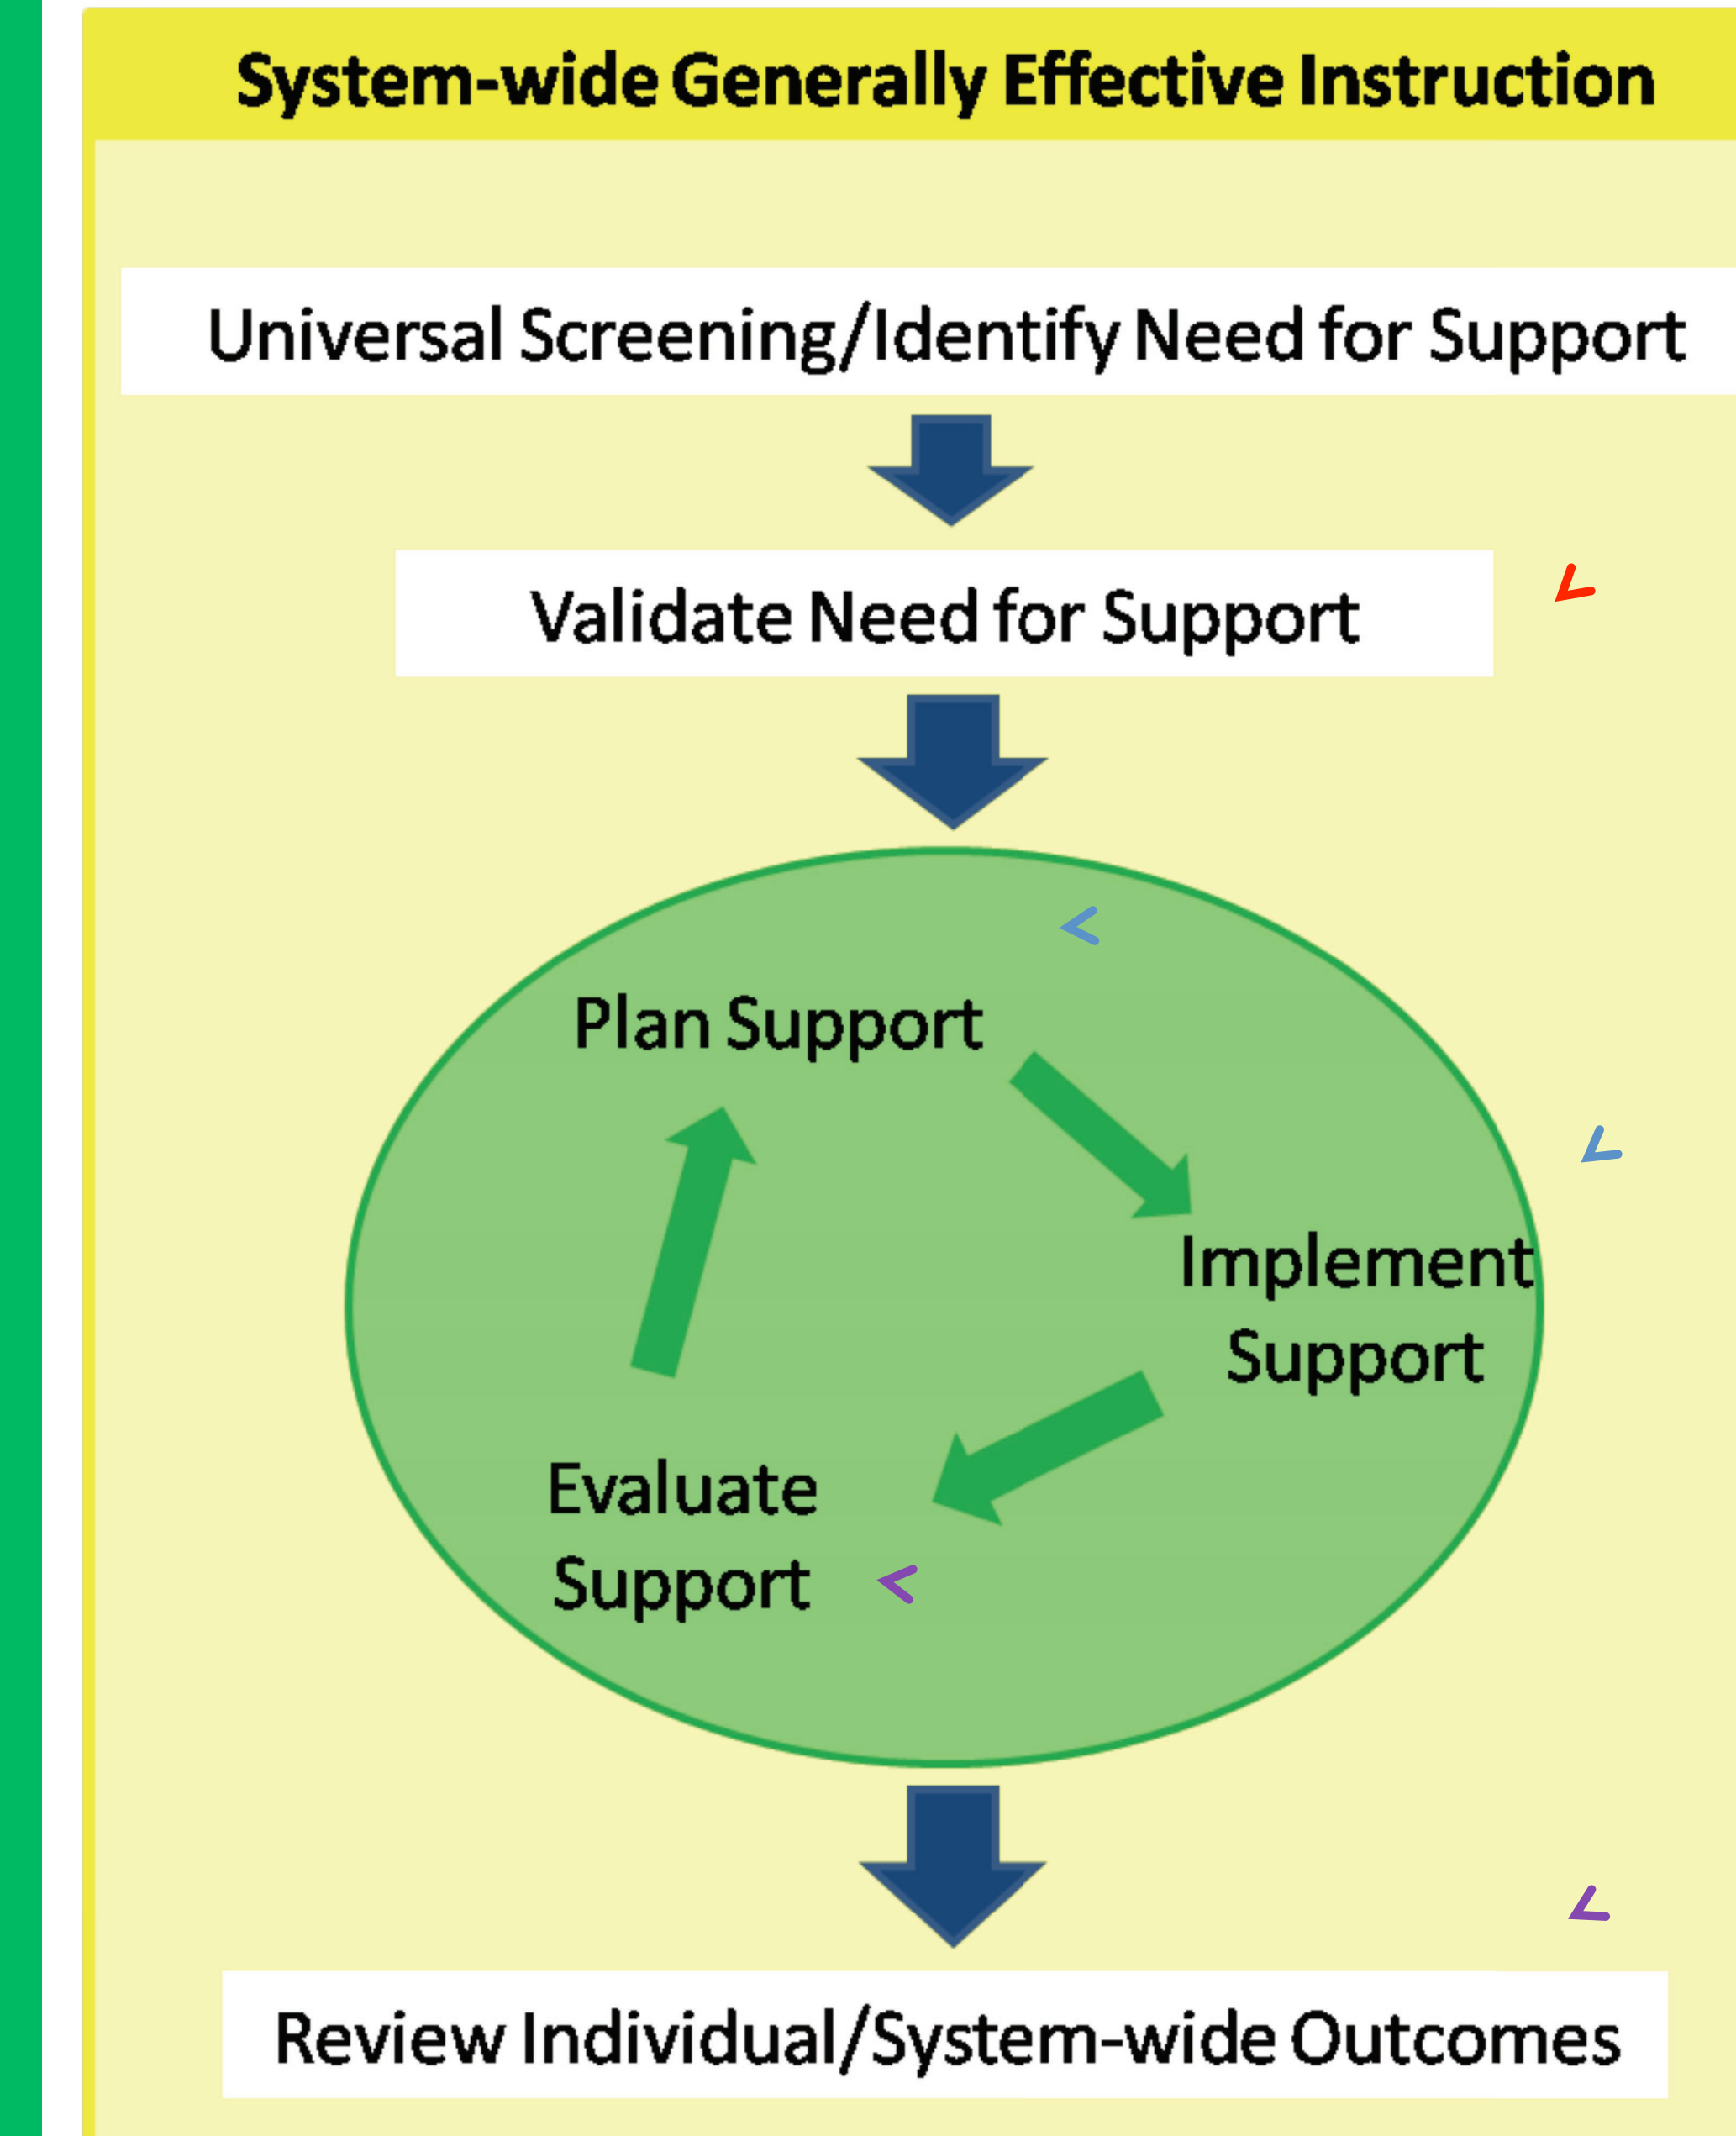 System-wide Generally Effective Instruction
Universal Screening/Identify Need for Support
Validate Need for Support
Plan Support
Implement
Support
Evaluate
Support
Review Individual/System-wide Outcomes